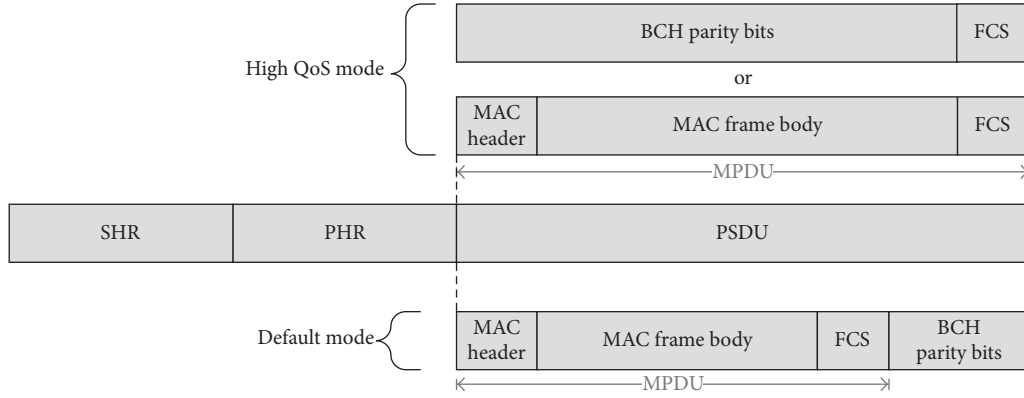 BCH parity bits FCS
High QoS mode
or
MAC header MAC frame body FCS
MPDU
SHR PHR PSDU
Default mode
MAC header MAC frame body FCS BCH parity bits
MPDU